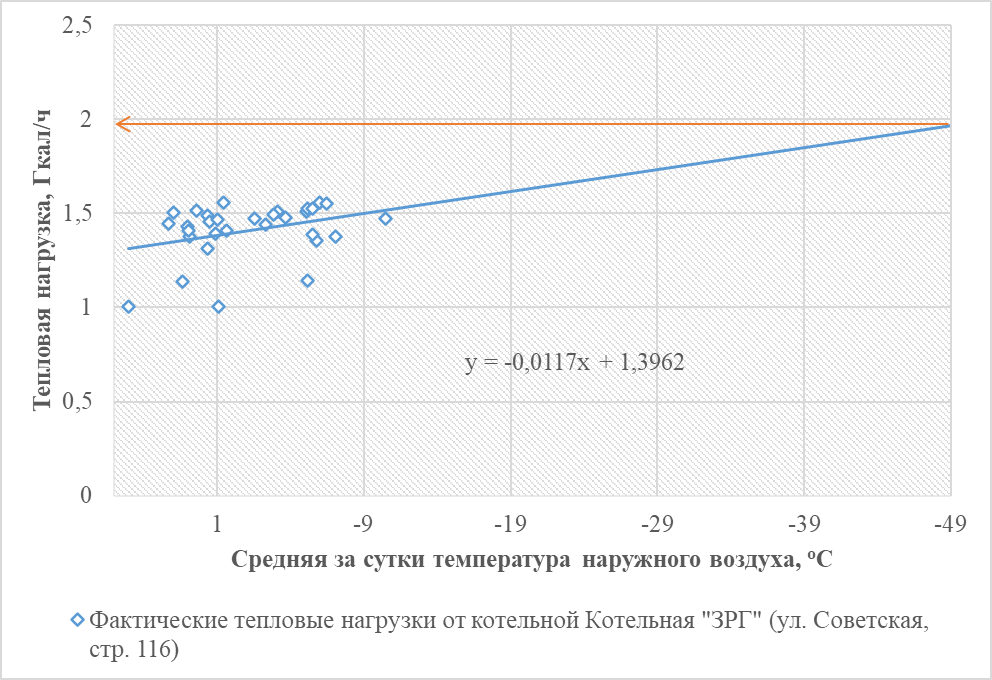 2,5
2
1,5
1
0,5
0
Тепловая нагрузка, Гкал/ч
y = -0,0117x + 1,3962
1 -9 -19 -29 -39 -49
Средняя за сутки температура наружного воздуха, ºС
Фактические тепловые нагрузки от котельной Котельная "ЗРГ" (ул. Советская,
стр. 116)